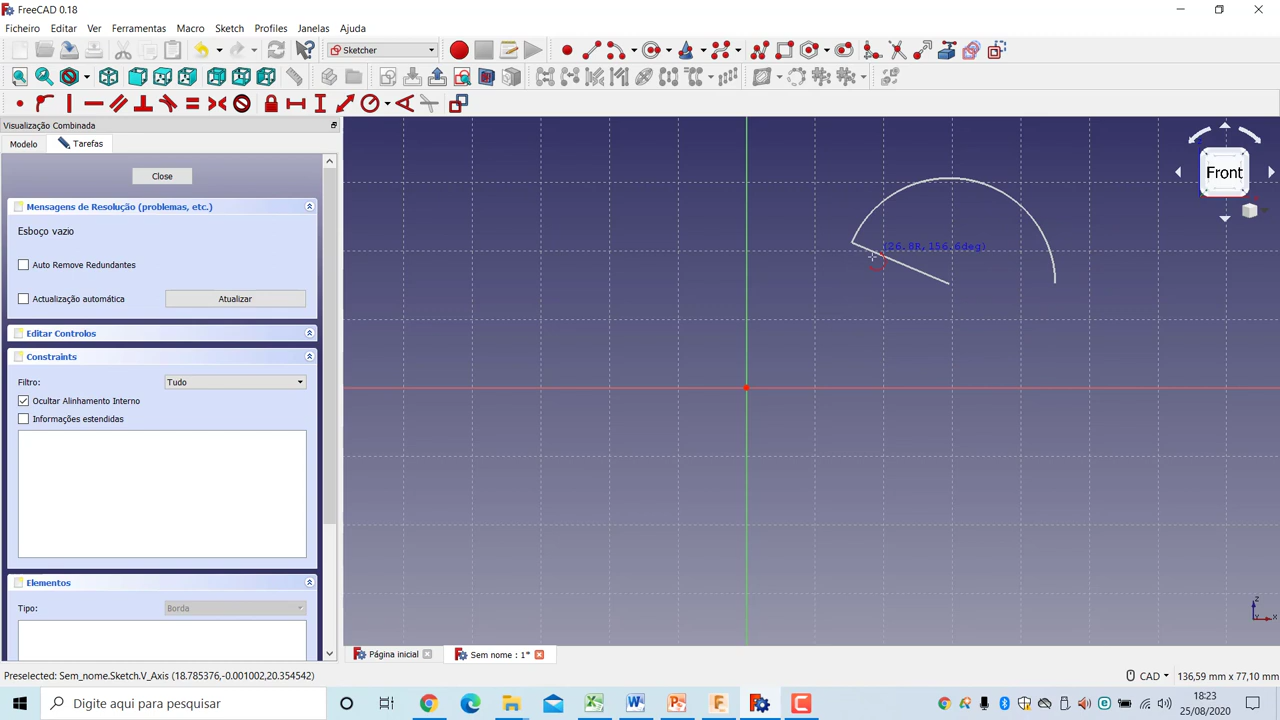 FreeCAD 0.18
Ficheiro Editar Ver Ferramentas Macro Sketch Profiles Janelas Ajuda
Sketcher
Visualização Combinada
Modelo Tarefas
Close
Mensagens de Resolução (problemas, etc.)
Esboço vazio
Auto Remove Redundantes
Actualização automática Atualizar
Editar Controlos
Constraints
Filtro: Tudo
Ocultar Alinhamento Interno
Informações estendidas
Elementos
Tipo: Borda
(26.8R,156.6deg)
Front
Z
X
Página inicial Sem nome : 1*
Preselected: Sem_nome.Sketch.V_Axis (18.785376,-0.001002,20.354542) CAD 136,59 mm x 77,10 mm
Digite aqui para pesquisar
18:23
25/08/2020